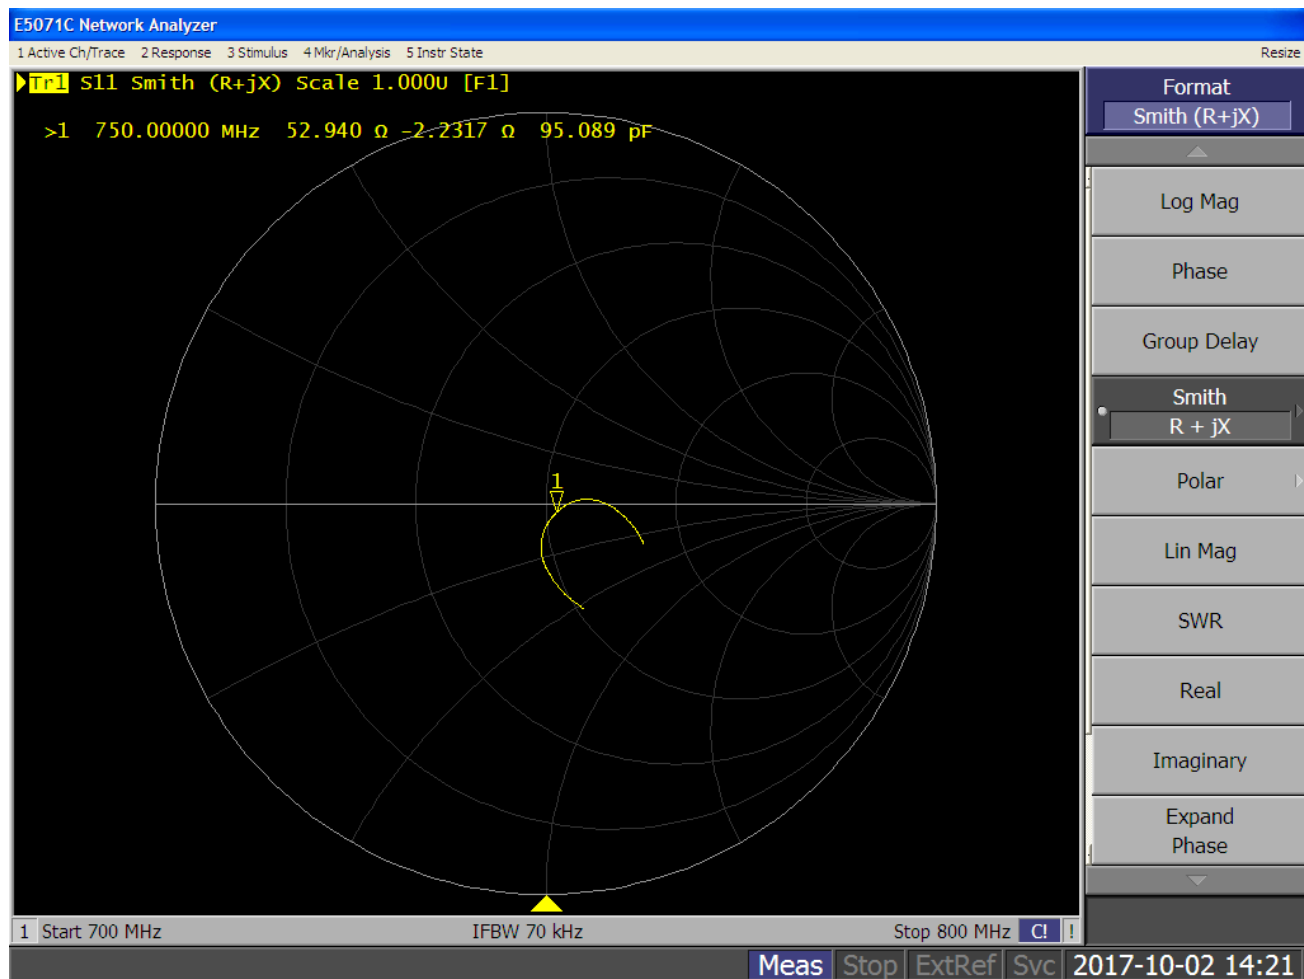 E5071C Network Analyzer
1 Active Ch/Trace 2 Response 3 Stimulus 4 Mkr/Analysis 5 Instr State Resize
Tr1 S11 Smith (R+jX) Scale 1.000U [F1]
>1 750.00000 MHz 52.940 Ω -2.2317 Ω 95.089 pF
1
Format
Smith (R+jX)
Log Mag
Phase
Group Delay
Smith
R + jX
Polar
Lin Mag
SWR
Real
Imaginary
Expand
Phase
1 Start 700 MHz IFBW 70 kHz Stop 800 MHz C! !
Meas Stop ExtRef Svc 2017-10-02 14:21